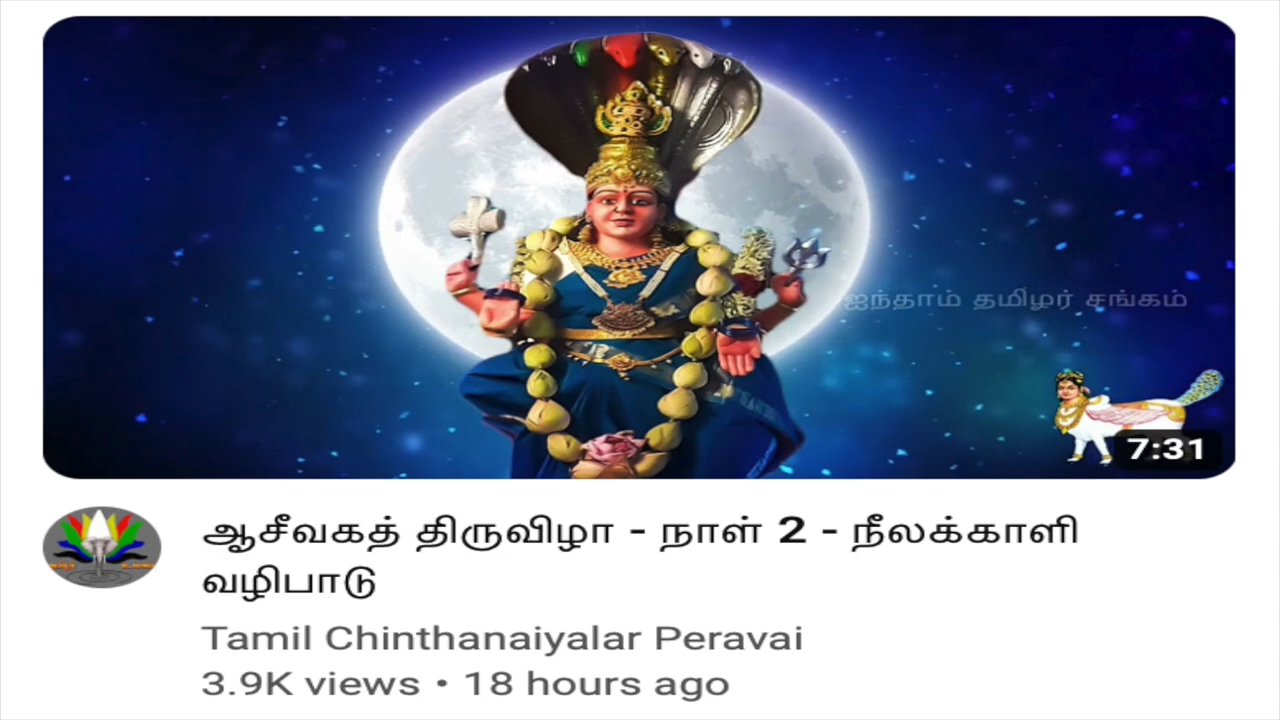 ஐந்தாம் தமிழர் சங்கம்
7:31
ஆசீவகத் திருவிழா - நாள் 2 - நீலக்காளி
வழிபாடு
Tamil Chinthanaiyalar Peravai
3.9K views • 18 hours ago